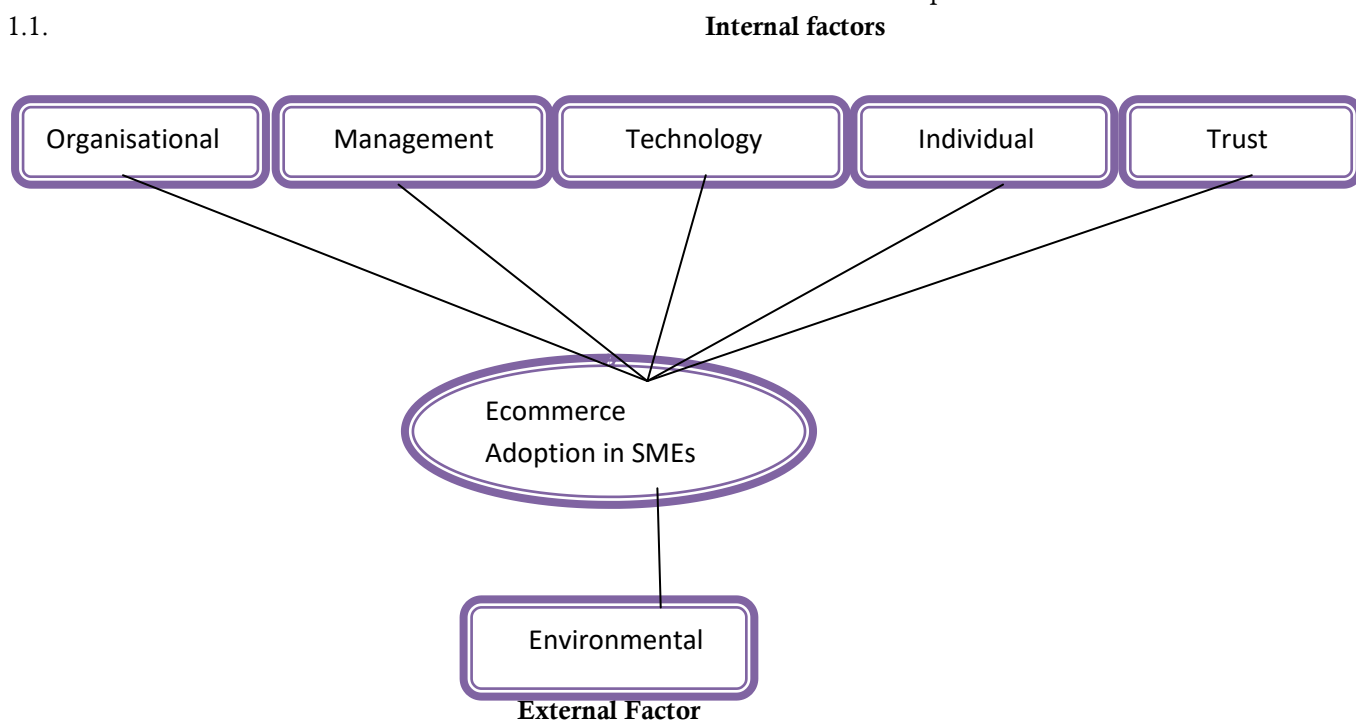 1.1. Internal factors
Organisational Management Technology Individual Trust
Ecommerce
Adoption in SMEs
Environmental
External Factor